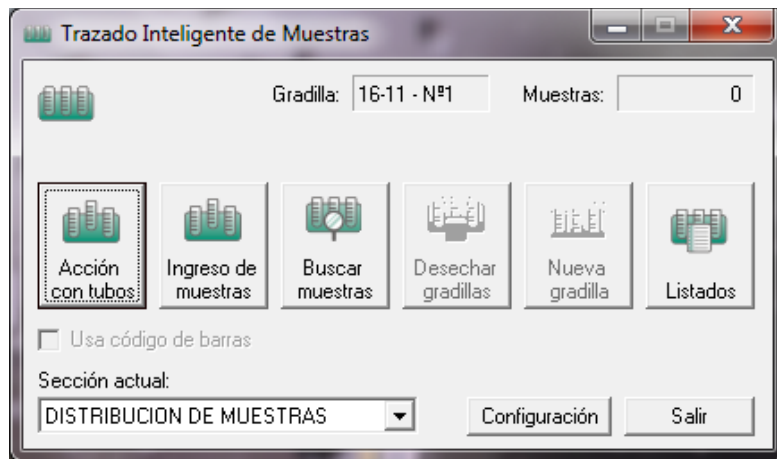 Trazado Inteligente de Muestras
Gradilla: 16-11 - Nº1 Muestras: 0
Acción con tubos
Ingreso de muestras
Buscar muestras
Desechar gradillas
Nueva gradilla
Listados
Usa código de barras
Sección actual:
DISTRIBUCION DE MUESTRAS
Configuración
Salir